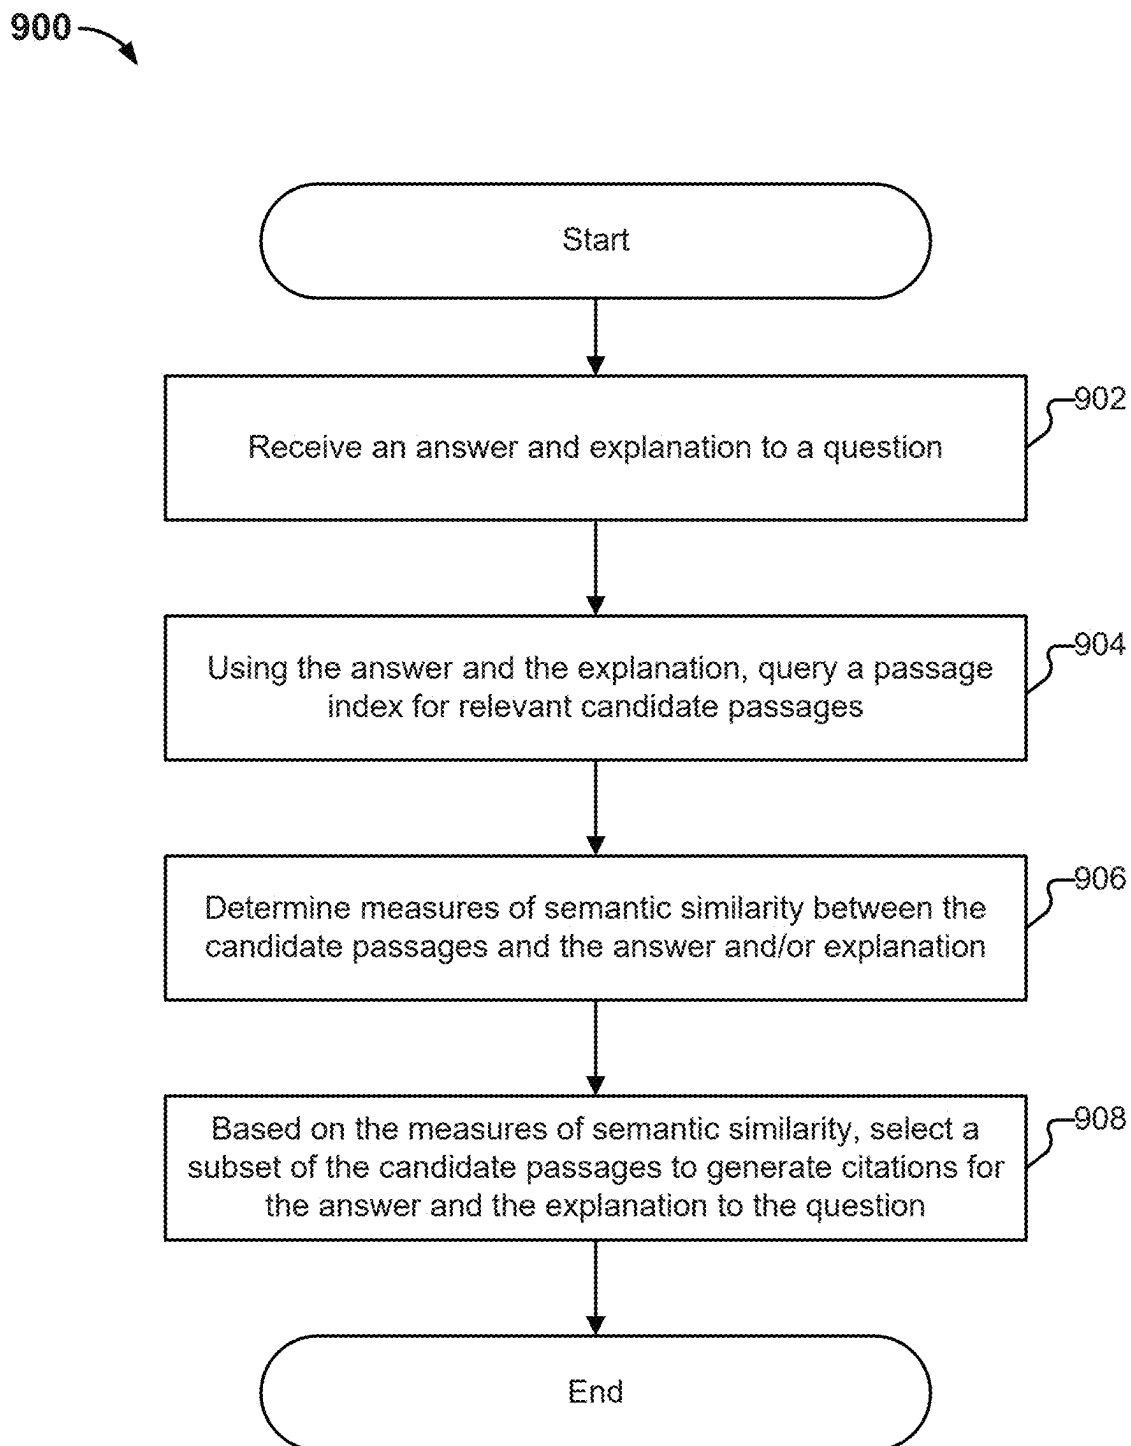 900
Start
902
Receive an answer and explanation to a question
904
Using the answer and the explanation, query a passage
index for relevant candidate passages
906
Determine measures of semantic similarity between the
candidate passages and the answer and/or explanation
908
Based on the measures of semantic similarity, select a
subset of the candidate passages to generate citations for
the answer and the explanation to the question
End